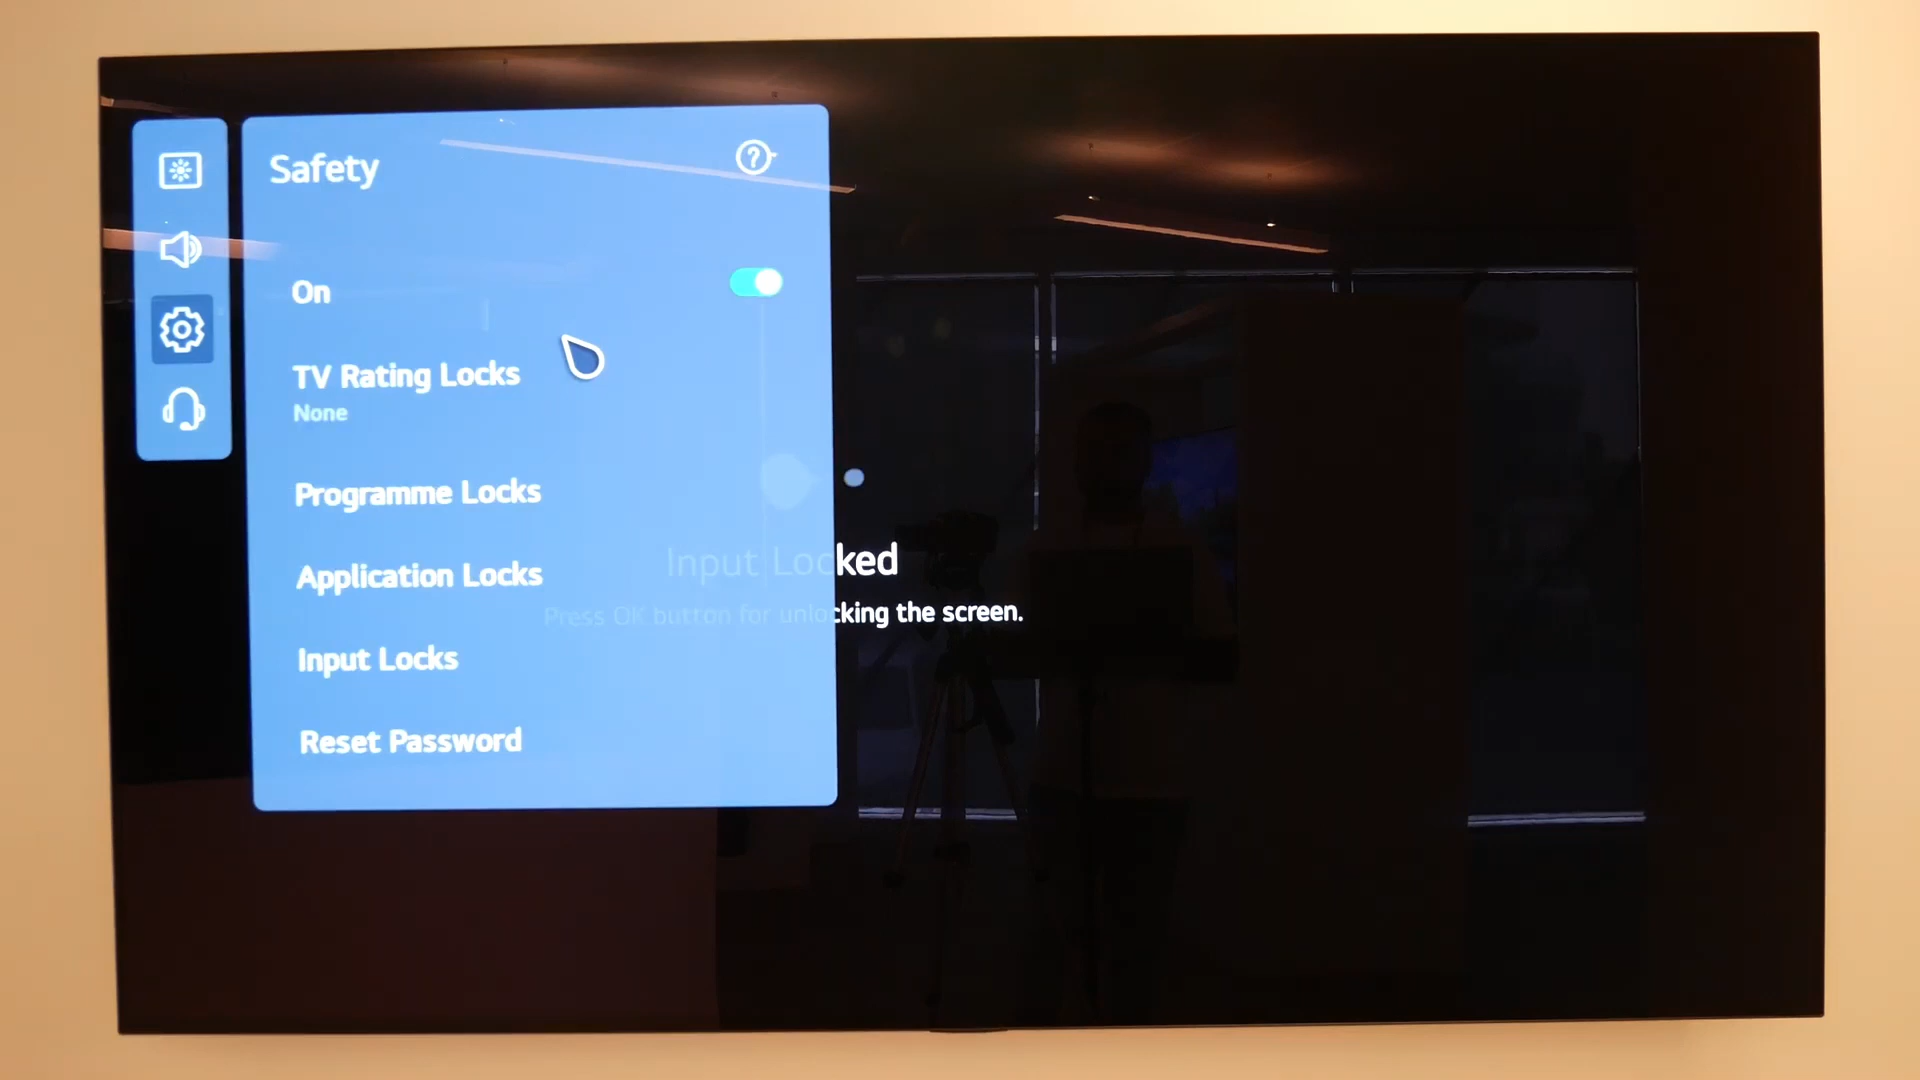 Safety
On
TV Rating Locks
None
Programme Locks
Application Locks
Input Locked
Press OK button for unlocking the screen.
Input Locks
Reset Password